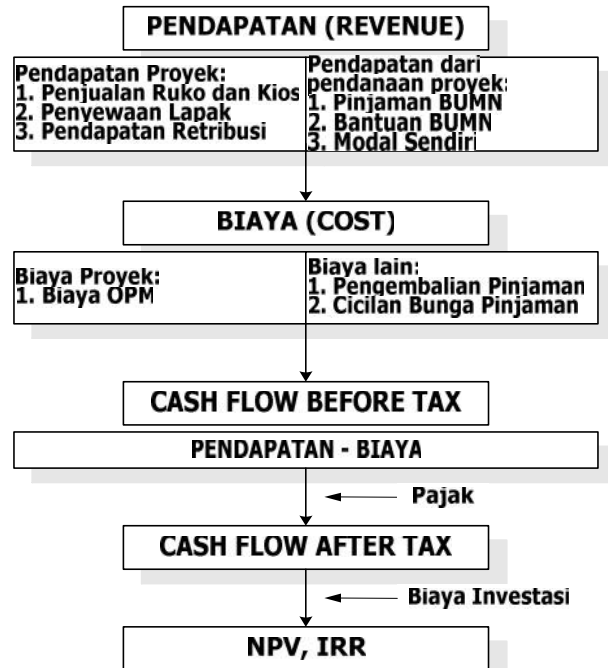 PENDAPATAN (REVENUE)
Pendapatan Proyek:
1. Penjualan Ruko dan Kios
2. Penyewaan Lapak
3. Pendapatan Retribusi
Pendapatan dari
pendanaan proyek:
1. Pinjaman BUMN
2. Bantuan BUMN
3. Modal Sendiri
BIAYA (COST)
Biaya Proyek:
1. Biaya OPM
Biaya lain:
1. Pengembalian Pinjaman
2. Cicilan Bunga Pinjaman
CASH FLOW BEFORE TAX
PENDAPATAN - BIAYA
Pajak
CASH FLOW AFTER TAX
Biaya Investasi
NPV, IRR